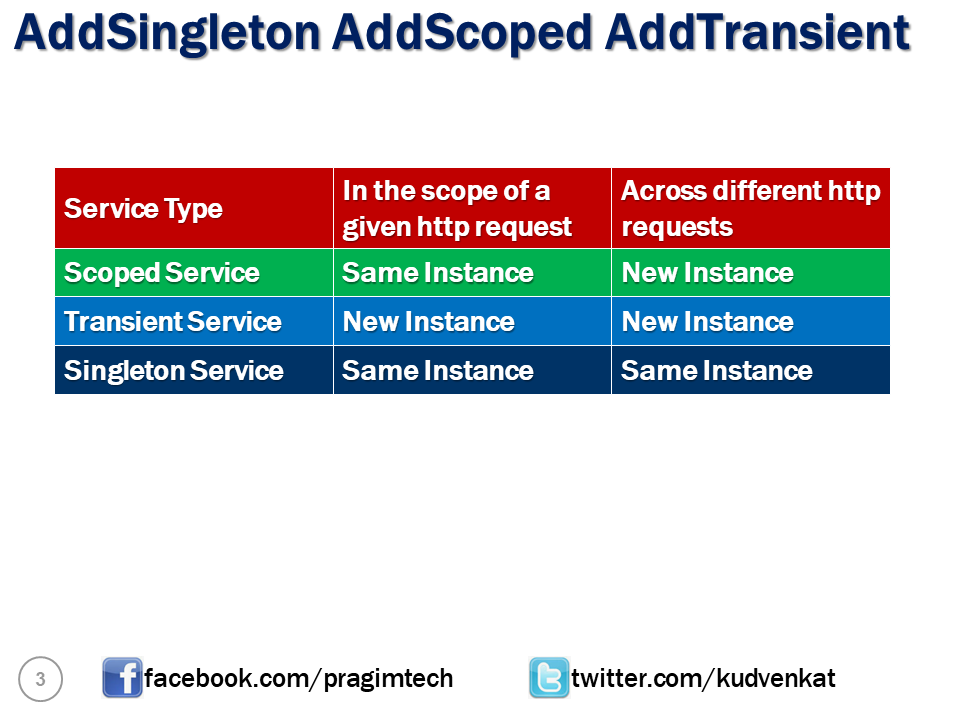 AddSingleton AddScoped AddTransient
Service Type
In the scope of a
given http request
Across different http
requests
Scoped Service
Same Instance
New Instance
Transient Service
New Instance
New Instance
Singleton Service
Same Instance
Same Instance
3
facebook.com/pragimtech
twitter.com/kudvenkat